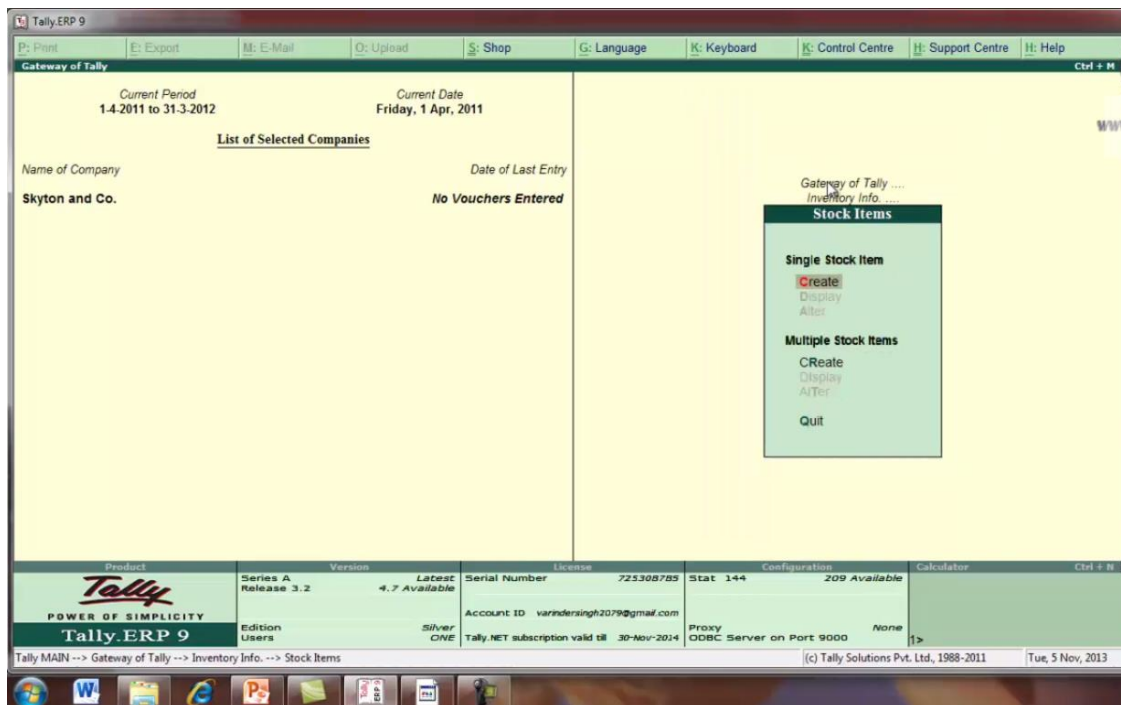 Tally.ERP 9
P: Print E: Export M: E-Mail O: Upload S: Shop G: Language K: Keyboard K: Control Centre H: Support Centre H: Help
Gateway of Tally Ctrl + M
Current Period Current Date
1-4-2011 to 31-3-2012 Friday, 1 Apr, 2011
List of Selected Companies
Name of Company Date of Last Entry
Skyton and Co. No Vouchers Entered
Gateway of Tally ....
Inventory Info. ....
Stock Items
Single Stock Item
Create
Display
Alter
Multiple Stock Items
CReate
DIsplay
AlTer
Quit
Product Version License Configuration Calculator Ctrl + N
Tally
POWER OF SIMPLICITY
Tally.ERP 9
Series A Latest
Release 3.2 4.7 Available
Edition Silver
Users ONE
Serial Number 725308785
Account ID varindersingh2079@gmail.com
Tally.NET subscription valid till 30-Nov-2014
Stat 144 209 Available
Proxy None
ODBC Server on Port 9000
1>
Tally MAIN --> Gateway of Tally --> Inventory Info. --> Stock Items (c) Tally Solutions Pvt. Ltd., 1988-2011 Tue, 5 Nov, 2013